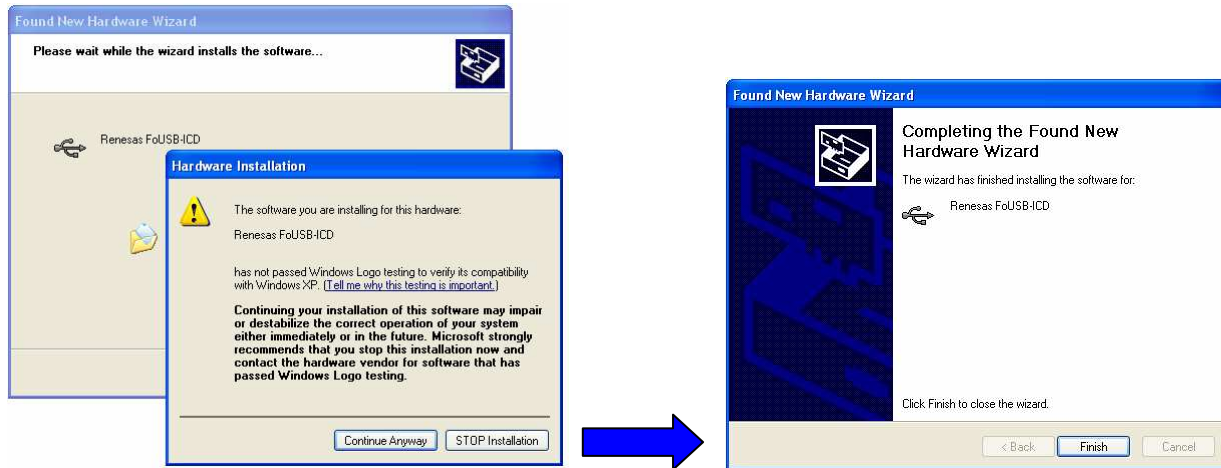 Found New Hardware Wizard
Please wait while the wizard installs the software...
Renesas FoUSB-ICD
Hardware Installation
The software you are installing for this hardware:
Renesas FoUSB-ICD
has not passed Windows Logo testing to verify its compatibility
with Windows XP. (Tell me why this testing is important.)
Continuing your installation of this software may impair
or destabilize the correct operation of your system
either immediately or in the future. Microsoft strongly
recommends that you stop this installation now and
contact the hardware vendor for software that has
passed Windows Logo testing.
Continue Anyway STOP Installation
Found New Hardware Wizard
Completing the Found New
Hardware Wizard
The wizard has finished installing the software for:
Renesas FoUSB-ICD
Click Finish to close the wizard.
< Back Finish Cancel